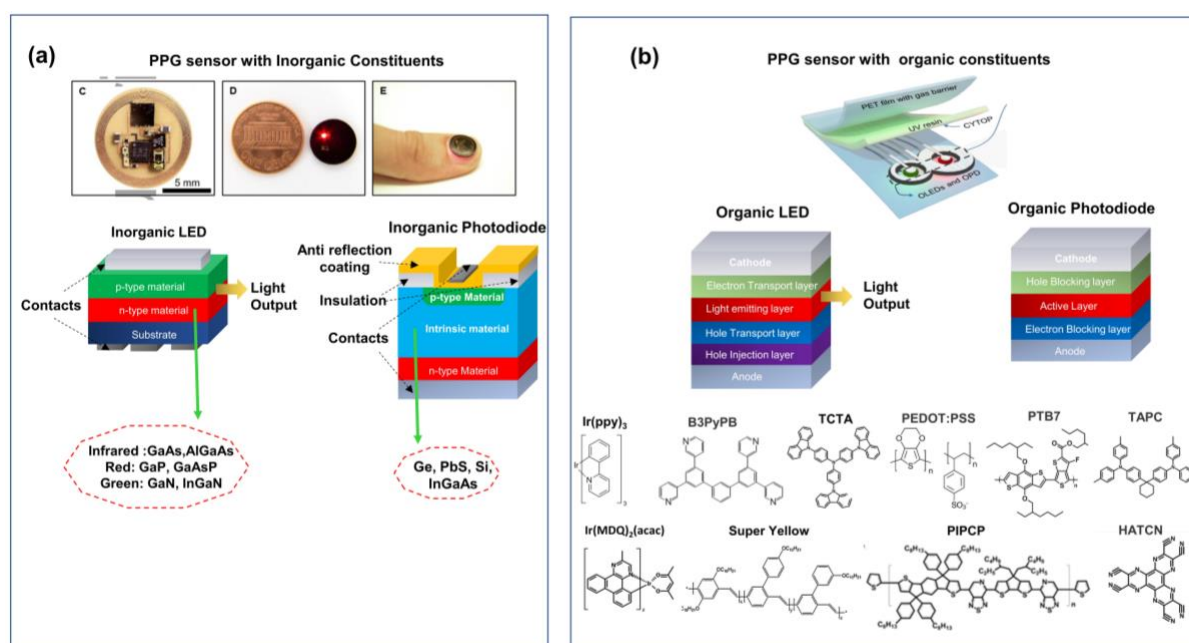 (a)
PPG sensor with Inorganic Constituents
C
5 mm
D
E
Inorganic LED
Contacts
p-type material
n-type material
Substrate
Light
Output
Inorganic Photodiode
Anti reflection
coating
Insulation
Contacts
p-type Material
Intrinsic material
n-type Material
Infrared :GaAs,AlGaAs
Red: GaP, GaAsP
Green: GaN, InGaN
Ge, PbS, Si,
InGaAs
(b)
PPG sensor with organic constituents
PET film with gas barrier
UV resin
CYTOP
OLEDs and OPD
Organic LED
Cathode
Electron Transport layer
Light emitting layer
Hole Transport layer
Hole Injection layer
Anode
Light
Output
Organic Photodiode
Cathode
Hole Blocking layer
Active Layer
Electron Blocking layer
Anode
Ir(ppy)₃
B3PyPB
TCTA
PEDOT:PSS
PTB7
TAPC
Ir(MDQ)₂(acac)
Super Yellow
PIPCP
HATCN